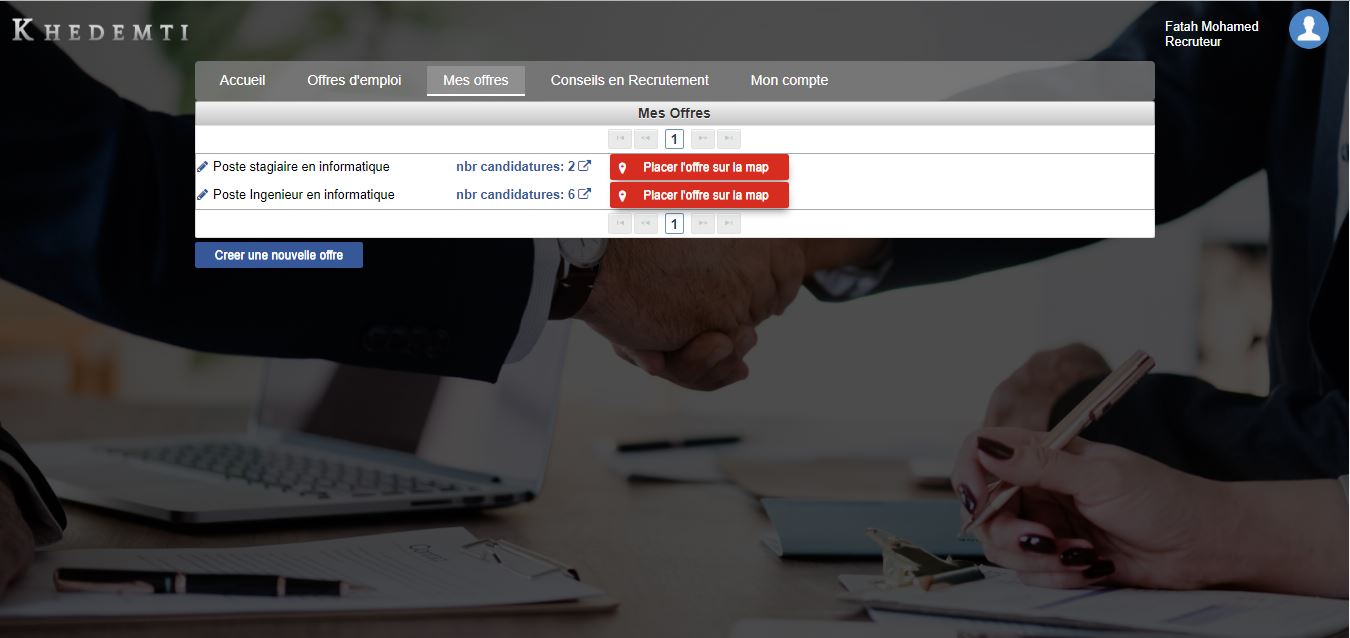 KHEDEMTI
Fatah Mohamed
Recruteur
Accueil Offres d'emploi Mes offres Conseils en Recrutement Mon compte
Mes Offres
1
Poste stagiaire en informatique nbr candidatures: 2 Placer l'offre sur la map
Poste Ingenieur en informatique nbr candidatures: 6 Placer l'offre sur la map
1
Creer une nouvelle offre